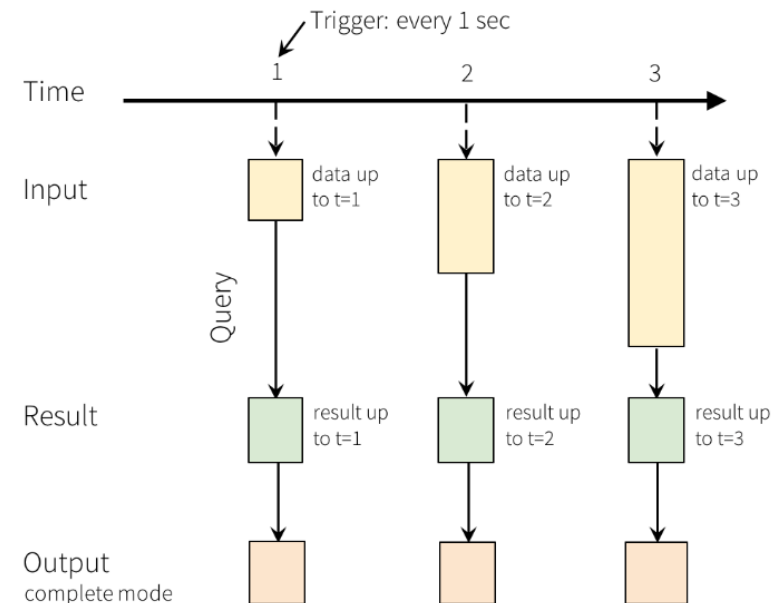 Trigger: every 1 sec
1 2 3
Time
Input
data up
to t=1
data up
to t=2
data up
to t=3
Query
Result
result up
to t=1
result up
to t=2
result up
to t=3
Output
complete mode